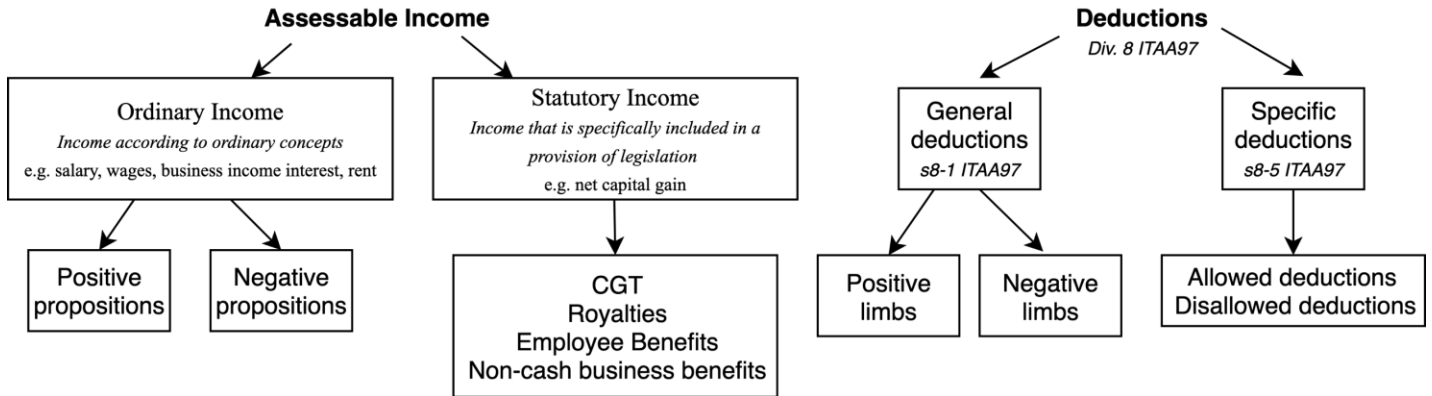 Assessable Income
Ordinary Income
Income according to ordinary concepts
e.g. salary, wages, business income interest, rent
Positive
propositions
Negative
propositions
Statutory Income
Income that is specifically included in a
provision of legislation
e.g. net capital gain
CGT
Royalties
Employee Benefits
Non-cash business benefits
Deductions
Div. 8 ITAA97
General
deductions
s8-1 ITAA97
Positive
limbs
Negative
limbs
Specific
deductions
s8-5 ITAA97
Allowed deductions
Disallowed deductions